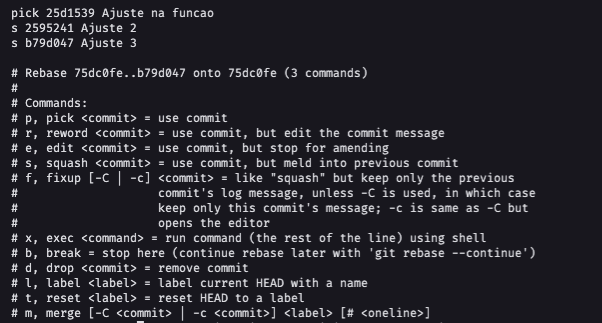 pick 25d1539 Ajuste na funcao
s 2595241 Ajuste 2
s b79d047 Ajuste 3

# Rebase 75dc0fe..b79d047 onto 75dc0fe (3 commands)
#
# Commands:
# p, pick <commit> = use commit
# r, reword <commit> = use commit, but edit the commit message
# e, edit <commit> = use commit, but stop for amending
# s, squash <commit> = use commit, but meld into previous commit
# f, fixup [-C | -c] <commit> = like "squash" but keep only the previous
#                    commit's log message, unless -C is used, in which case
#                    keep only this commit's message; -c is same as -C but
#                    opens the editor
# x, exec <command> = run command (the rest of the line) using shell
# b, break = stop here (continue rebase later with 'git rebase --continue')
# d, drop <commit> = remove commit
# l, label <label> = label current HEAD with a name
# t, reset <label> = reset HEAD to a label
# m, merge [-C <commit> | -c <commit>] <label> [# <oneline>]